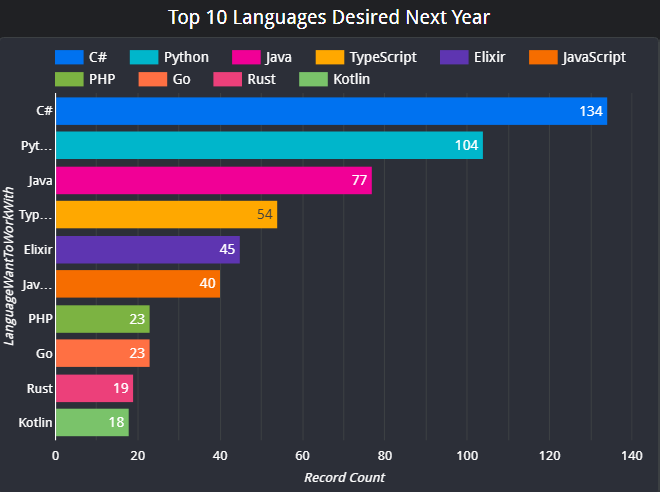 Top 10 Languages Desired Next Year
C# Python Java TypeScript Elixir JavaScript
PHP Go Rust Kotlin
LanguageWantToWorkWith
C# 134
Pyt... 104
Java 77
Typ... 54
Elixir 45
Jav... 40
PHP 23
Go 23
Rust 19
Kotlin 18
0 20 40 60 80 100 120 140
Record Count